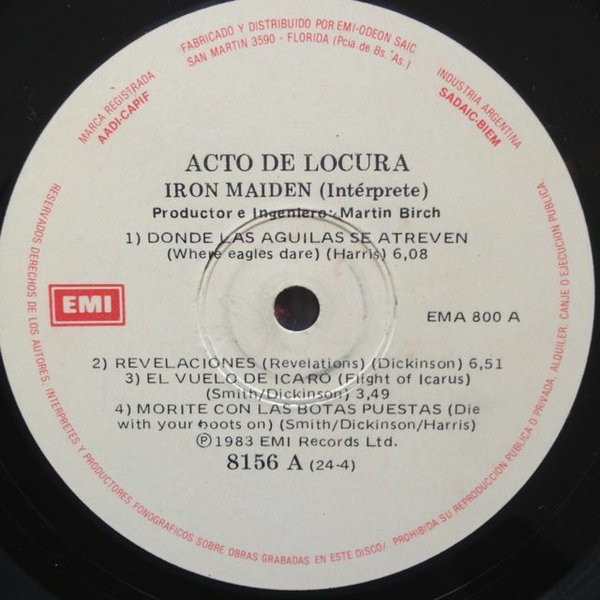 FABRICADO Y DISTRIBUIDO POR EMI-ODEON SAIC
SAN MARTIN 3590 - FLORIDA (Pcia. de Bs. As.)
MARCA REGISTRADA
AADI-CAPIF
INDUSTRIA ARGENTINA
SADAIC-BIEM
ACTO DE LOCURA
IRON MAIDEN (Intérprete)
Productor e Ingeniero: Martin Birch
1) DONDE LAS AGUILAS SE ATREVEN
(Where eagles dare) (Harris) 6,08
EMI
EMA 800 A
2) REVELACIONES (Revelations) (Dickinson) 6,51
3) EL VUELO DE ICARO (Flight of Icarus)
(Smith/Dickinson) 3,49
4) MORITE CON LAS BOTAS PUESTAS (Die
with your boots on) (Smith/Dickinson/Harris)
Ⓟ1983 EMI Records Ltd.
8156 A (24-4)
RESERVADOS DERECHOS DE LOS AUTORES, INTERPRETES Y PRODUCTORES FONOGRAFICOS SOBRE OBRAS GRABADAS EN ESTE DISCO/ PROHIBIDA SU REPRODUCCION PUBLICA O PRIVADA, ALQUILER, CANJE O EJECUCION PUBLICA.